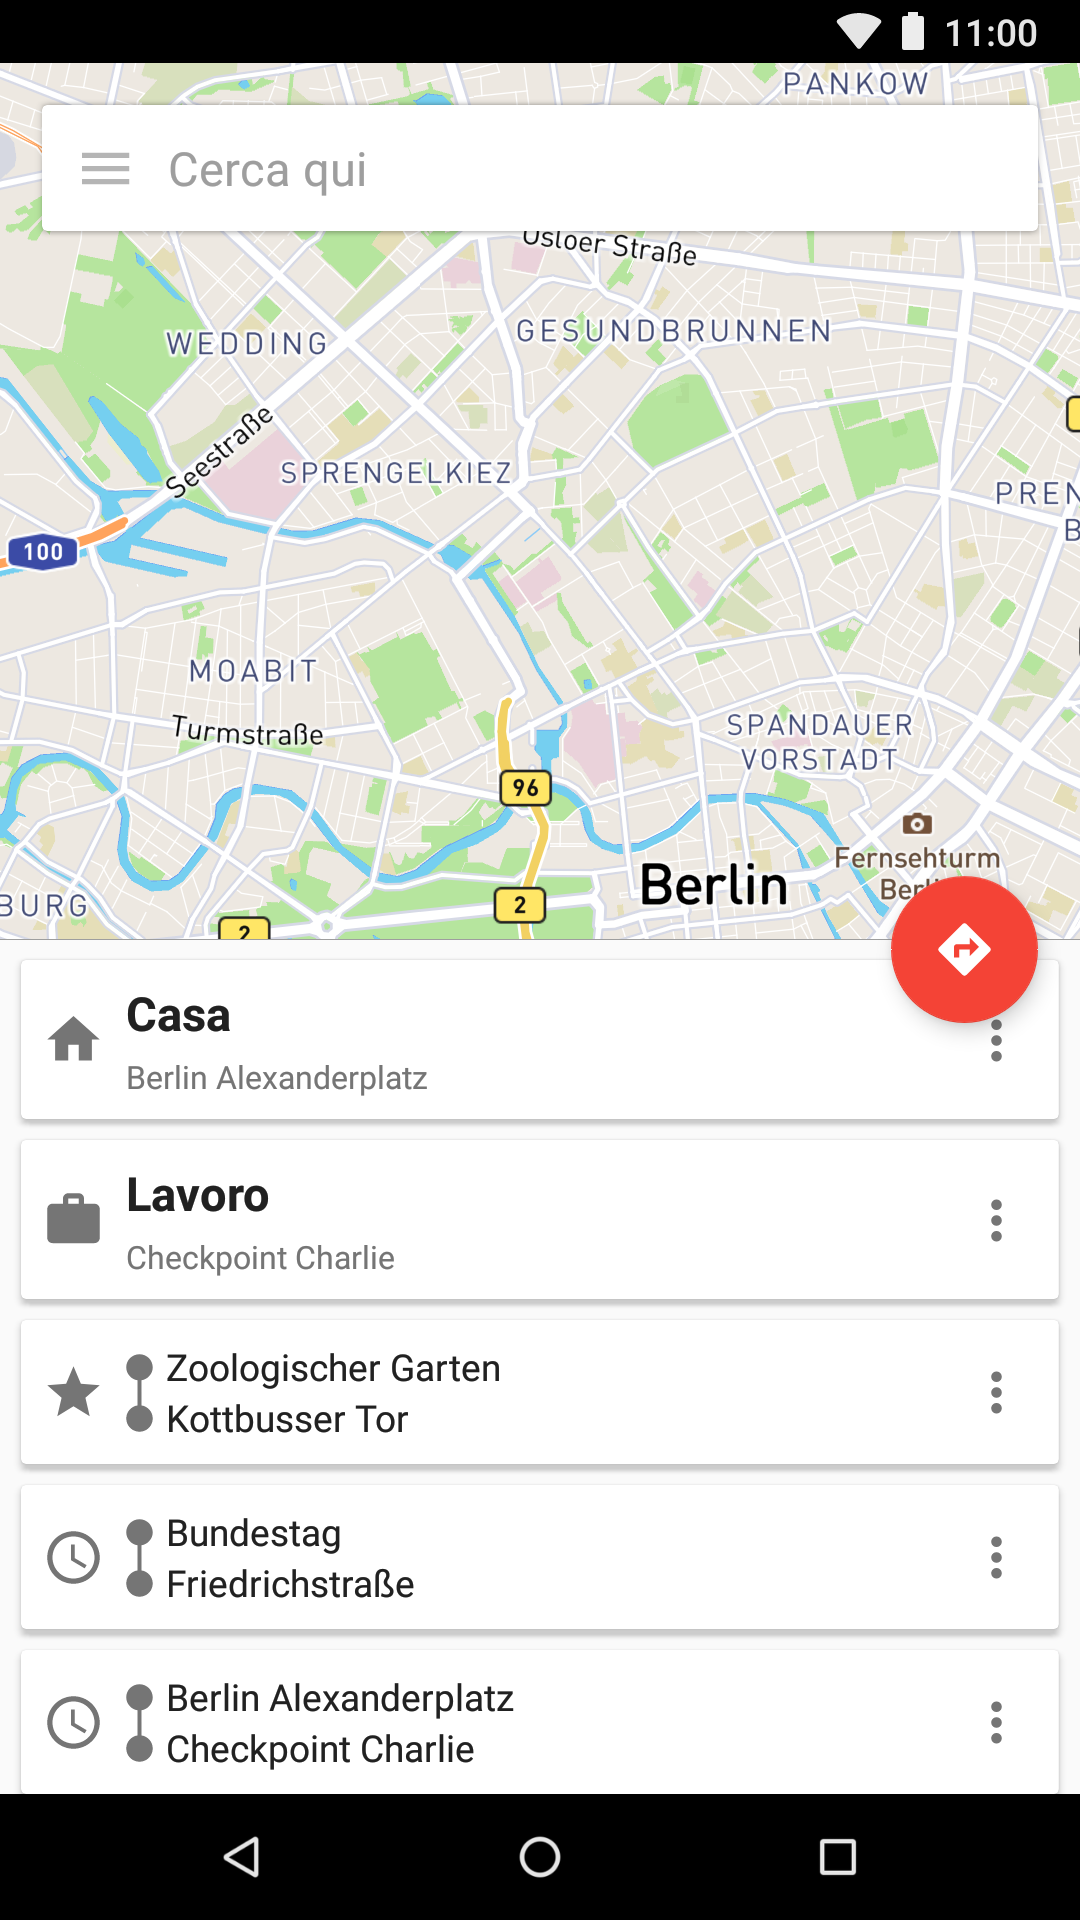 11:00
PANKOW
Cerca qui
Osloer Straße
GESUNDBRUNNEN
WEDDING
Seestraße
SPRENGELKIEZ
PREN
B
100
MOABIT
Turmstraße
SPANDAUER
VORSTADT
96
Fernsehturm
Berl
Berlin
BURG
2
2
Casa
Berlin Alexanderplatz
Lavoro
Checkpoint Charlie
Zoologischer Garten
Kottbusser Tor
Bundestag
Friedrichstraße
Berlin Alexanderplatz
Checkpoint Charlie